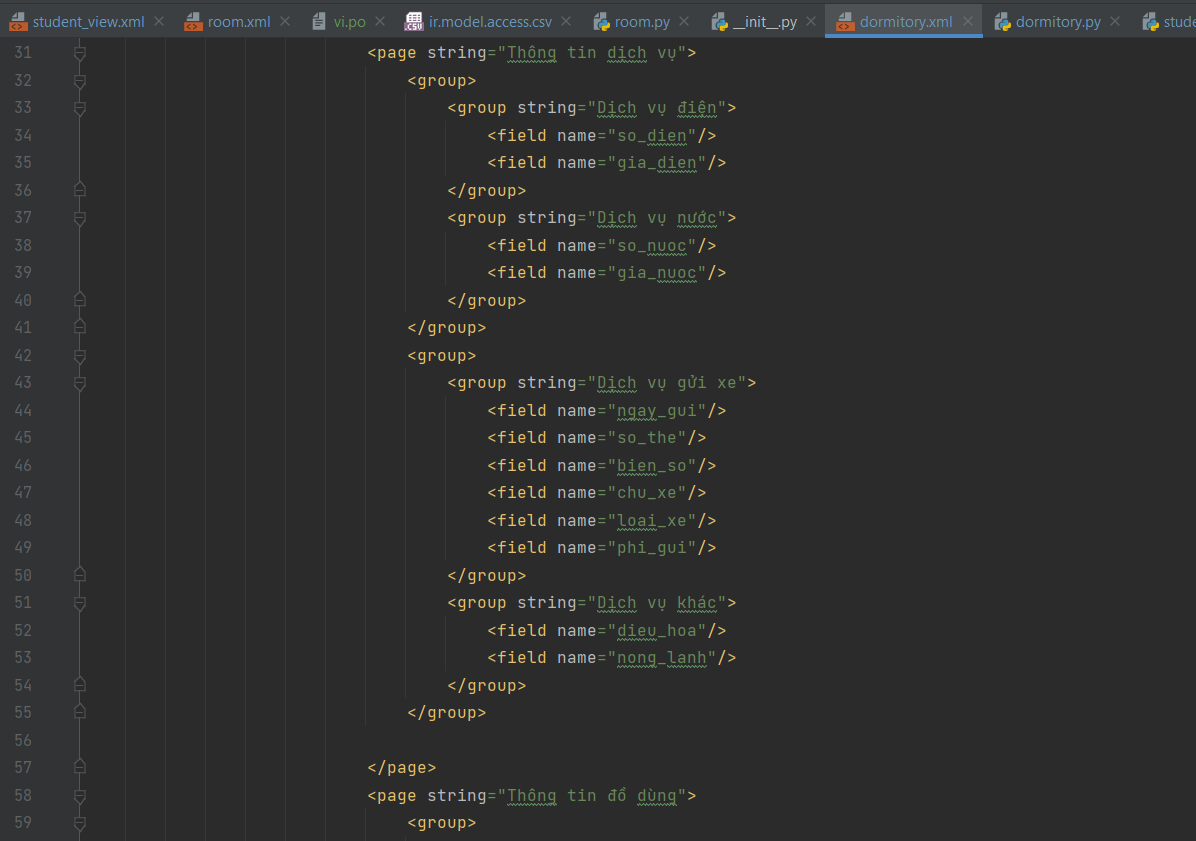 student_view.xml room.xml vi.po ir.model.access.csv room.py __init__.py dormitory.xml dormitory.py stude
31 <page string="Thông tin dịch vụ">
32 <group>
33 <group string="Dịch vụ điện">
34 <field name="so_dien"/>
35 <field name="gia_dien"/>
36 </group>
37 <group string="Dịch vụ nước">
38 <field name="so_nuoc"/>
39 <field name="gia_nuoc"/>
40 </group>
41 </group>
42 <group>
43 <group string="Dịch vụ gửi xe">
44 <field name="ngay_gui"/>
45 <field name="so_the"/>
46 <field name="bien_so"/>
47 <field name="chu_xe"/>
48 <field name="loai_xe"/>
49 <field name="phi_gui"/>
50 </group>
51 <group string="Dịch vụ khác">
52 <field name="dieu_hoa"/>
53 <field name="nong_lanh"/>
54 </group>
55 </group>
56
57 </page>
58 <page string="Thông tin đồ dùng">
59 <group>